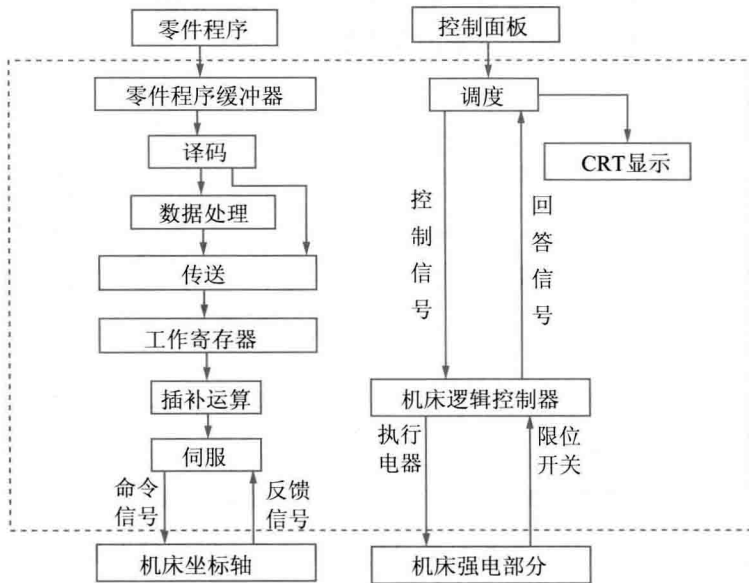 零件程序
控制面板
零件程序缓冲器
调度
译码
CRT显示
数据处理
控制信号
回答信号
传送
工作寄存器
插补运算
机床逻辑控制器
执行
电器
限位
开关
伺服
命令
信号
反馈
信号
机床坐标轴
机床强电部分